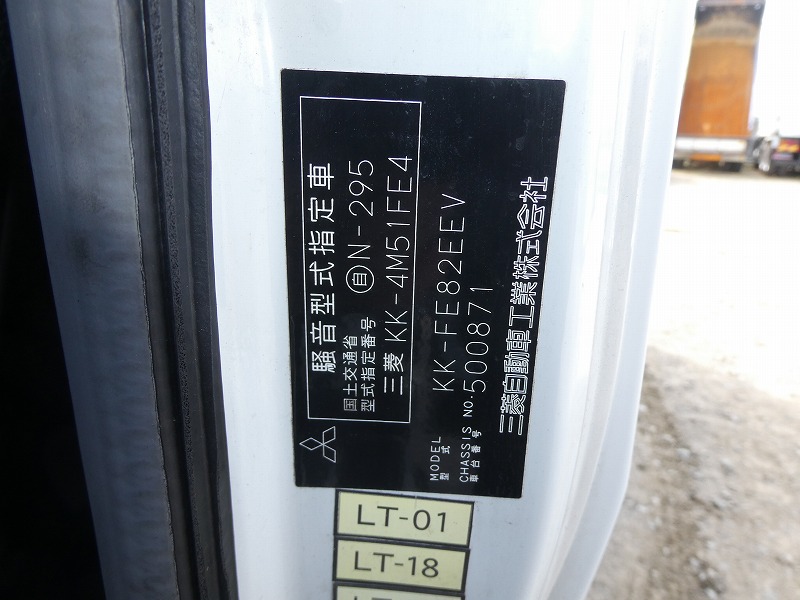 騒音型式指定車
国土交通省
型式指定番号 自 N-295
三菱 KK-4M51FE4
MODEL
型式 KK-FE82EEV
CHASSIS NO.
車台番号 500871
三菱自動車工業株式会社
LT-01
LT-18